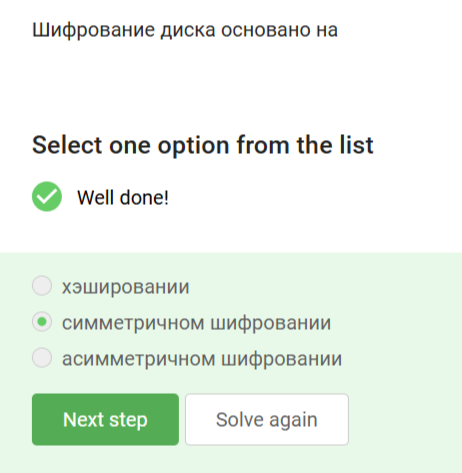 Шифрование диска основано на
Select one option from the list
Well done!
хэшировании
симметричном шифровании
асимметричном шифровании
Next step
Solve again